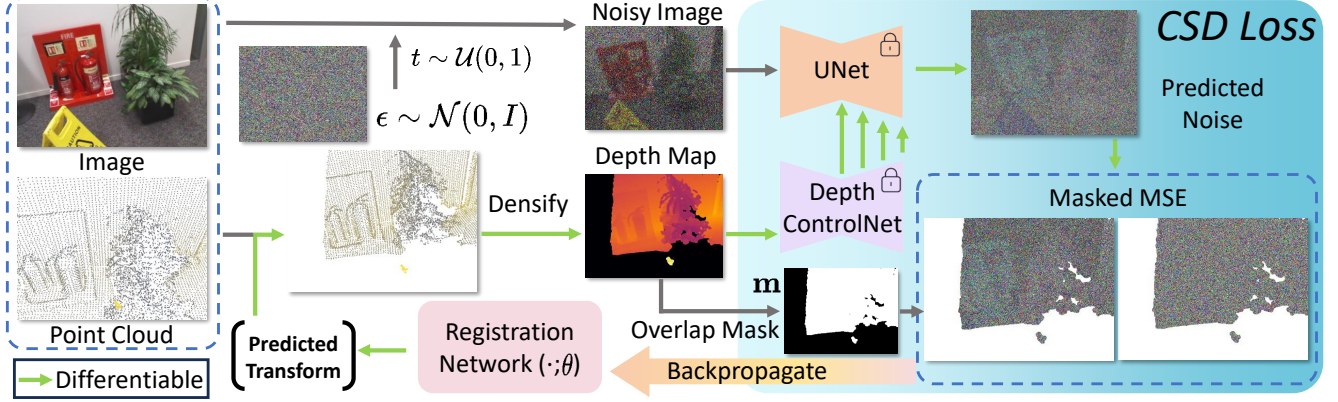 Noisy Image
CSD Loss
t ∼ 𝒰(0, 1)
ϵ ∼ 𝒩(0, I)
UNet
Predicted
Noise
FIRE
CAUTION
Image
Depth Map
Densify
Depth
ControlNet
Masked MSE
m
Overlap Mask
Point Cloud
Predicted
Transform
Registration
Network (·;θ)
Backpropagate
Differentiable